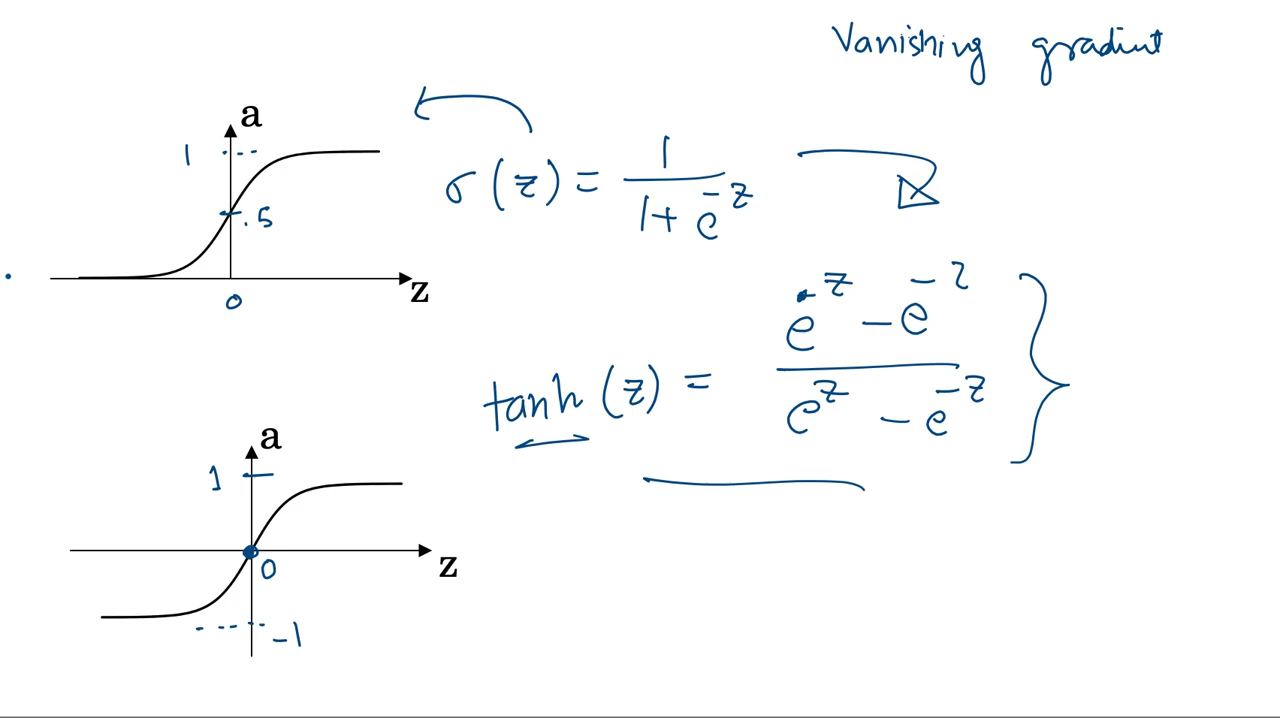 Vanishing gradient
a
1
.5
σ(z) = 1 / (1 + e^-z)
z
0
tanh(z) = (e^z - e^-z) / (e^z - e^-z)
a
1
0
z
-1